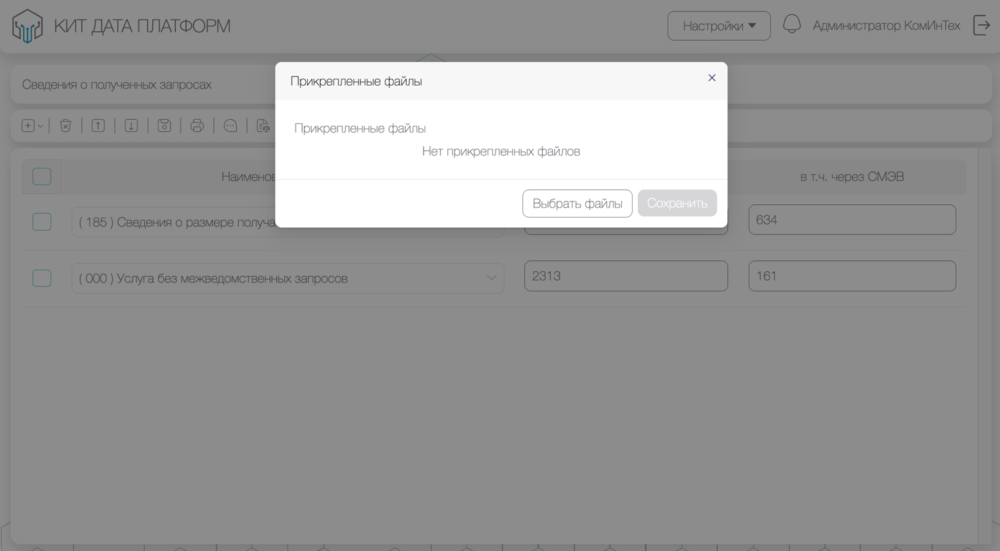 КИТ ДАТА ПЛАТФОРМ
Настройки
Администратор КомИнТех
Сведения о полученных запросах
Прикрепленные файлы
Прикрепленные файлы
Нет прикрепленных файлов
Выбрать файлы
Сохранить
Наименов
в т.ч. через СМЭВ
( 185 ) Сведения о размере получа
634
( 000 ) Услуга без межведомственных запросов
2313
161